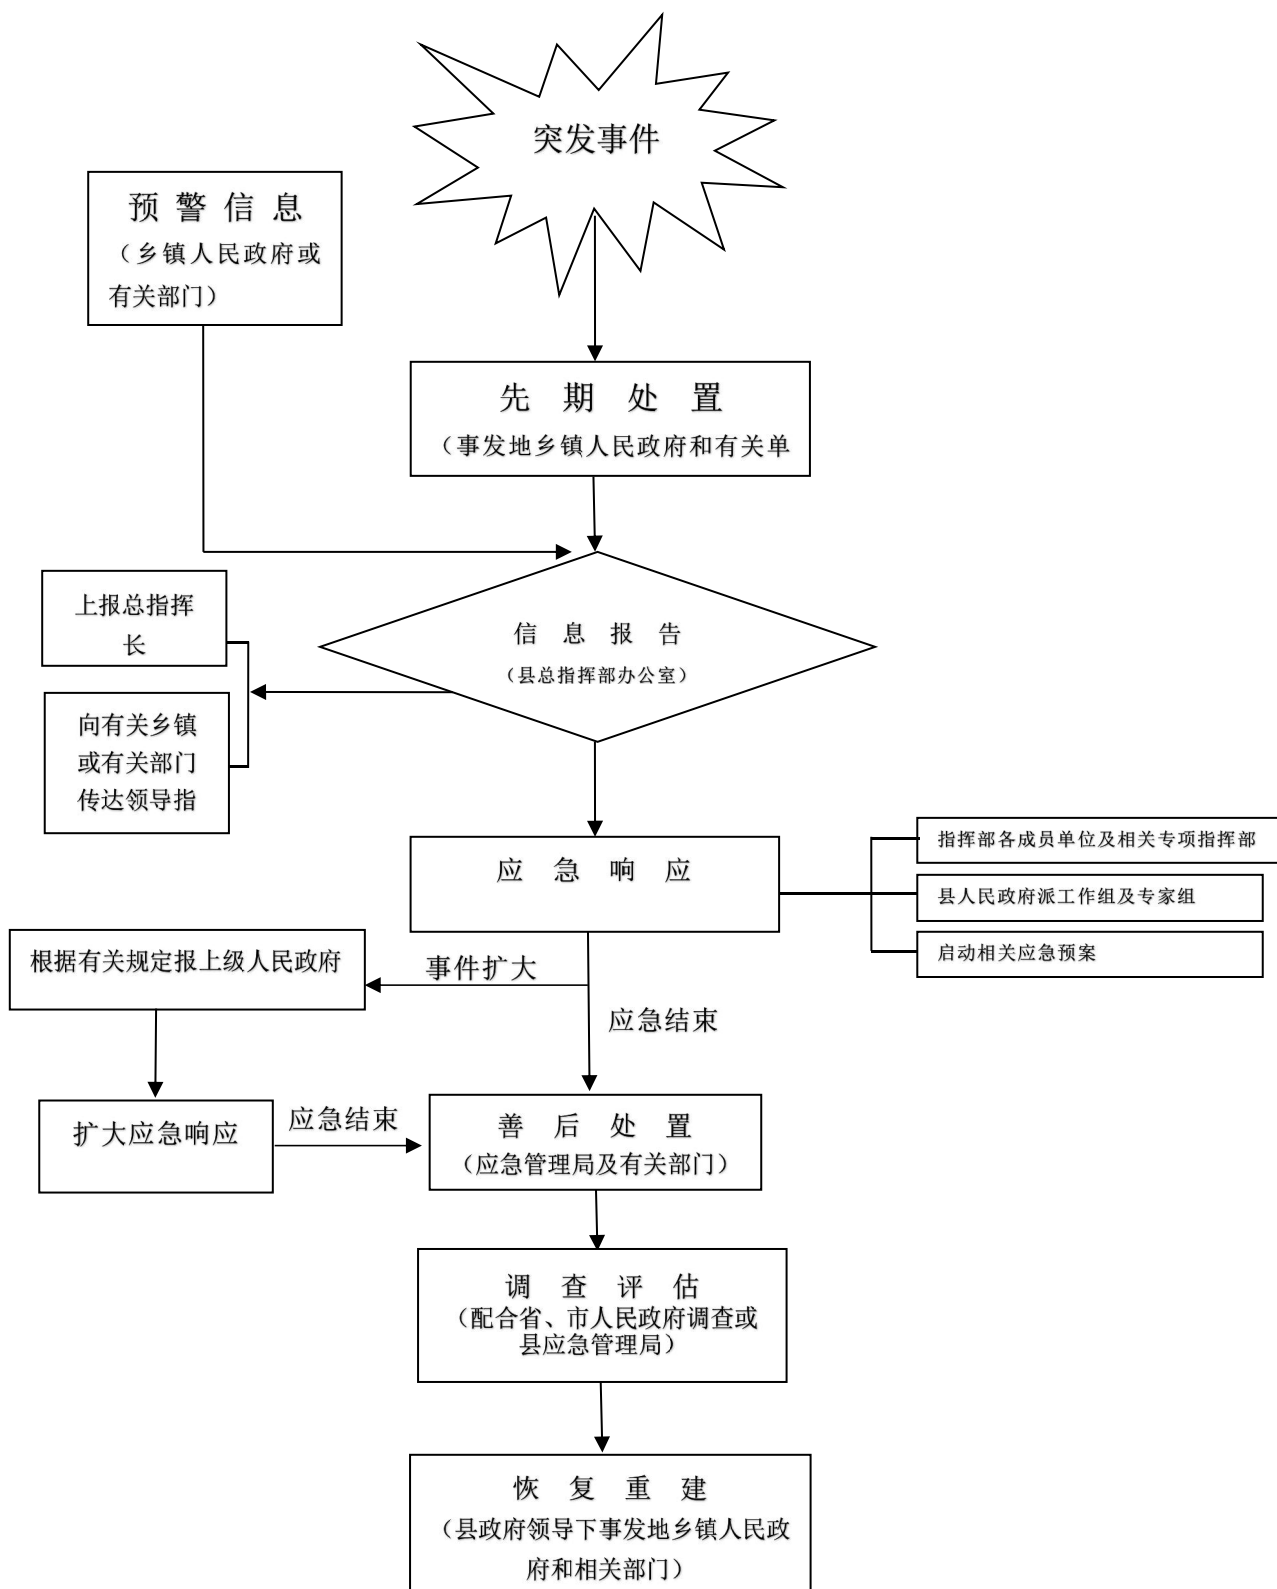 突发事件
预警信息
（乡镇人民政府或
有关部门）
先期处置
（事发地乡镇人民政府和有关单
信息报告
（县总指挥部办公室）
上报总指挥
长
向有关乡镇
或有关部门
传达领导指
应急响应
指挥部各成员单位及相关专项指挥部
县人民政府派工作组及专家组
启动相关应急预案
根据有关规定报上级人民政府
事件扩大
应急结束
扩大应急响应
应急结束
善后处置
（应急管理局及有关部门）
调查评估
（配合省、市人民政府调查或
县应急管理局）
恢复重建
（县政府领导下事发地乡镇人民政
府和相关部门）